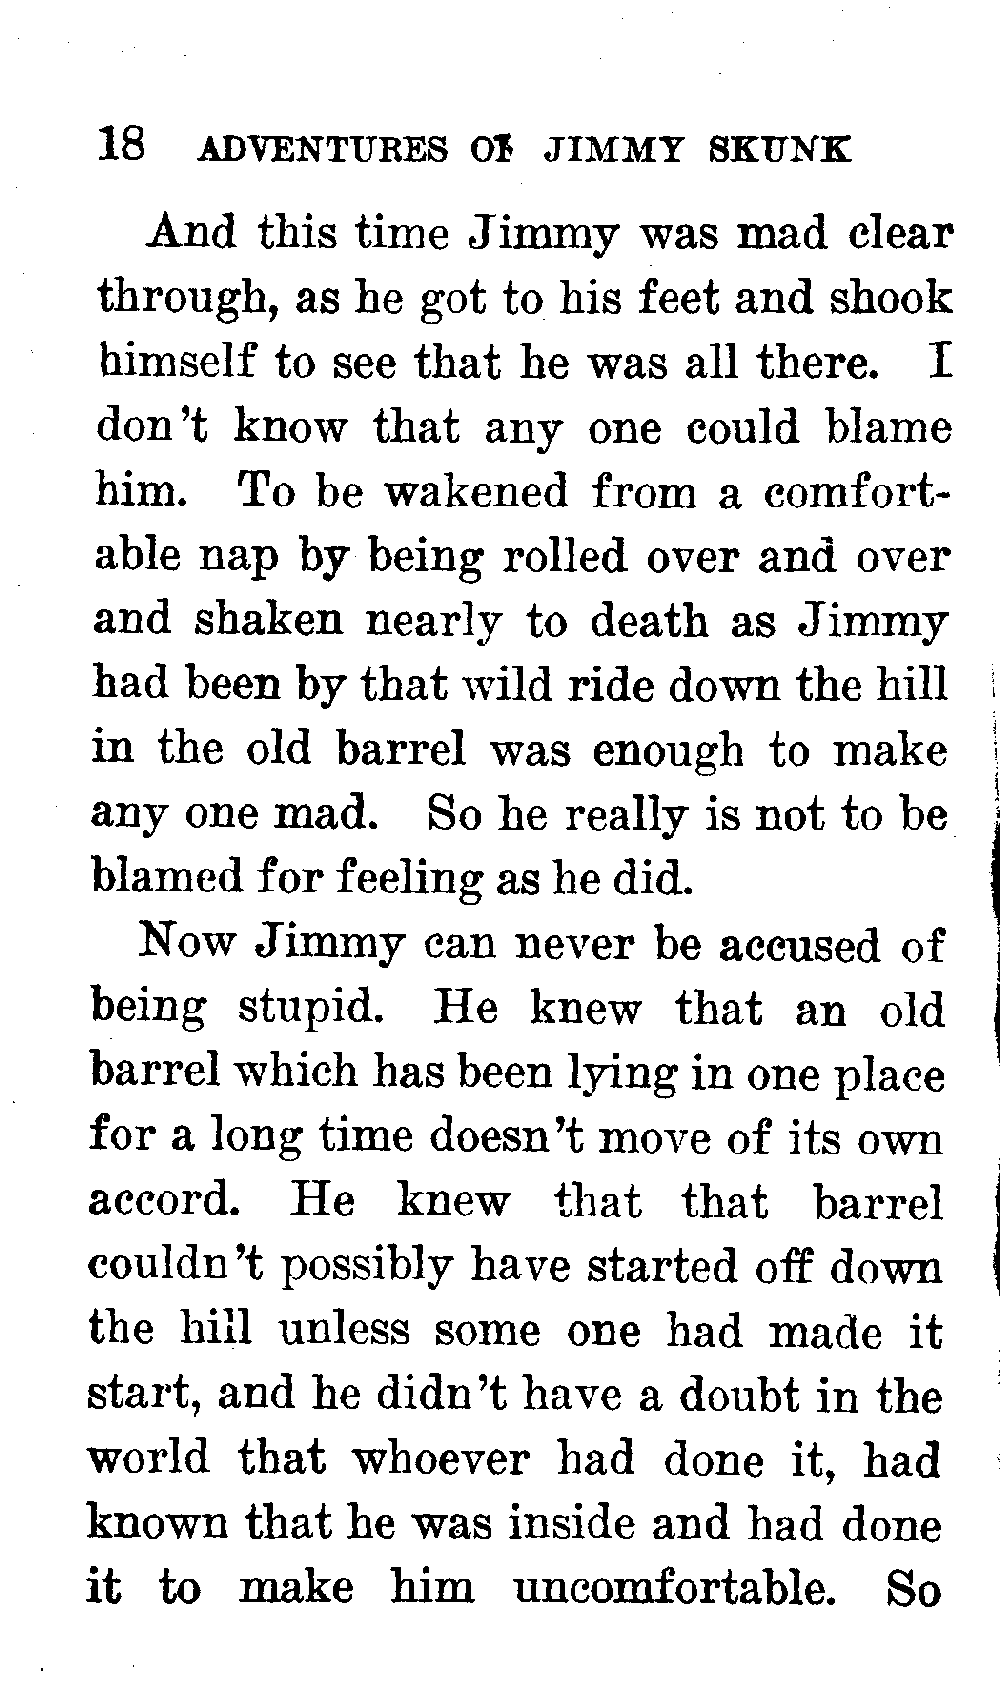 18 ADVENTURES OF JIMMY SKUNK
And this time Jimmy was mad clear
through, as he got to his feet and shook
himself to see that he was all there. I
don't know that any one could blame
him. To be wakened from a comfort-
able nap by being rolled over and over
and shaken nearly to death as Jimmy
had been by that wild ride down the hill
in the old barrel was enough to make
any one mad. So he really is not to be
blamed for feeling as he did.
Now Jimmy can never be accused of
being stupid. He knew that an old
barrel which has been lying in one place
for a long time doesn't move of its own
accord. He knew that that barrel
couldn't possibly have started off down
the hill unless some one had made it
start, and he didn't have a doubt in the
world that whoever had done it, had
known that he was inside and had done
it to make him uncomfortable. So